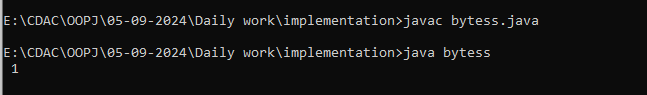 E:\CDAC\OOPJ\05-09-2024\Daily work\implementation>javac bytess.java
E:\CDAC\OOPJ\05-09-2024\Daily work\implementation>java bytess
1